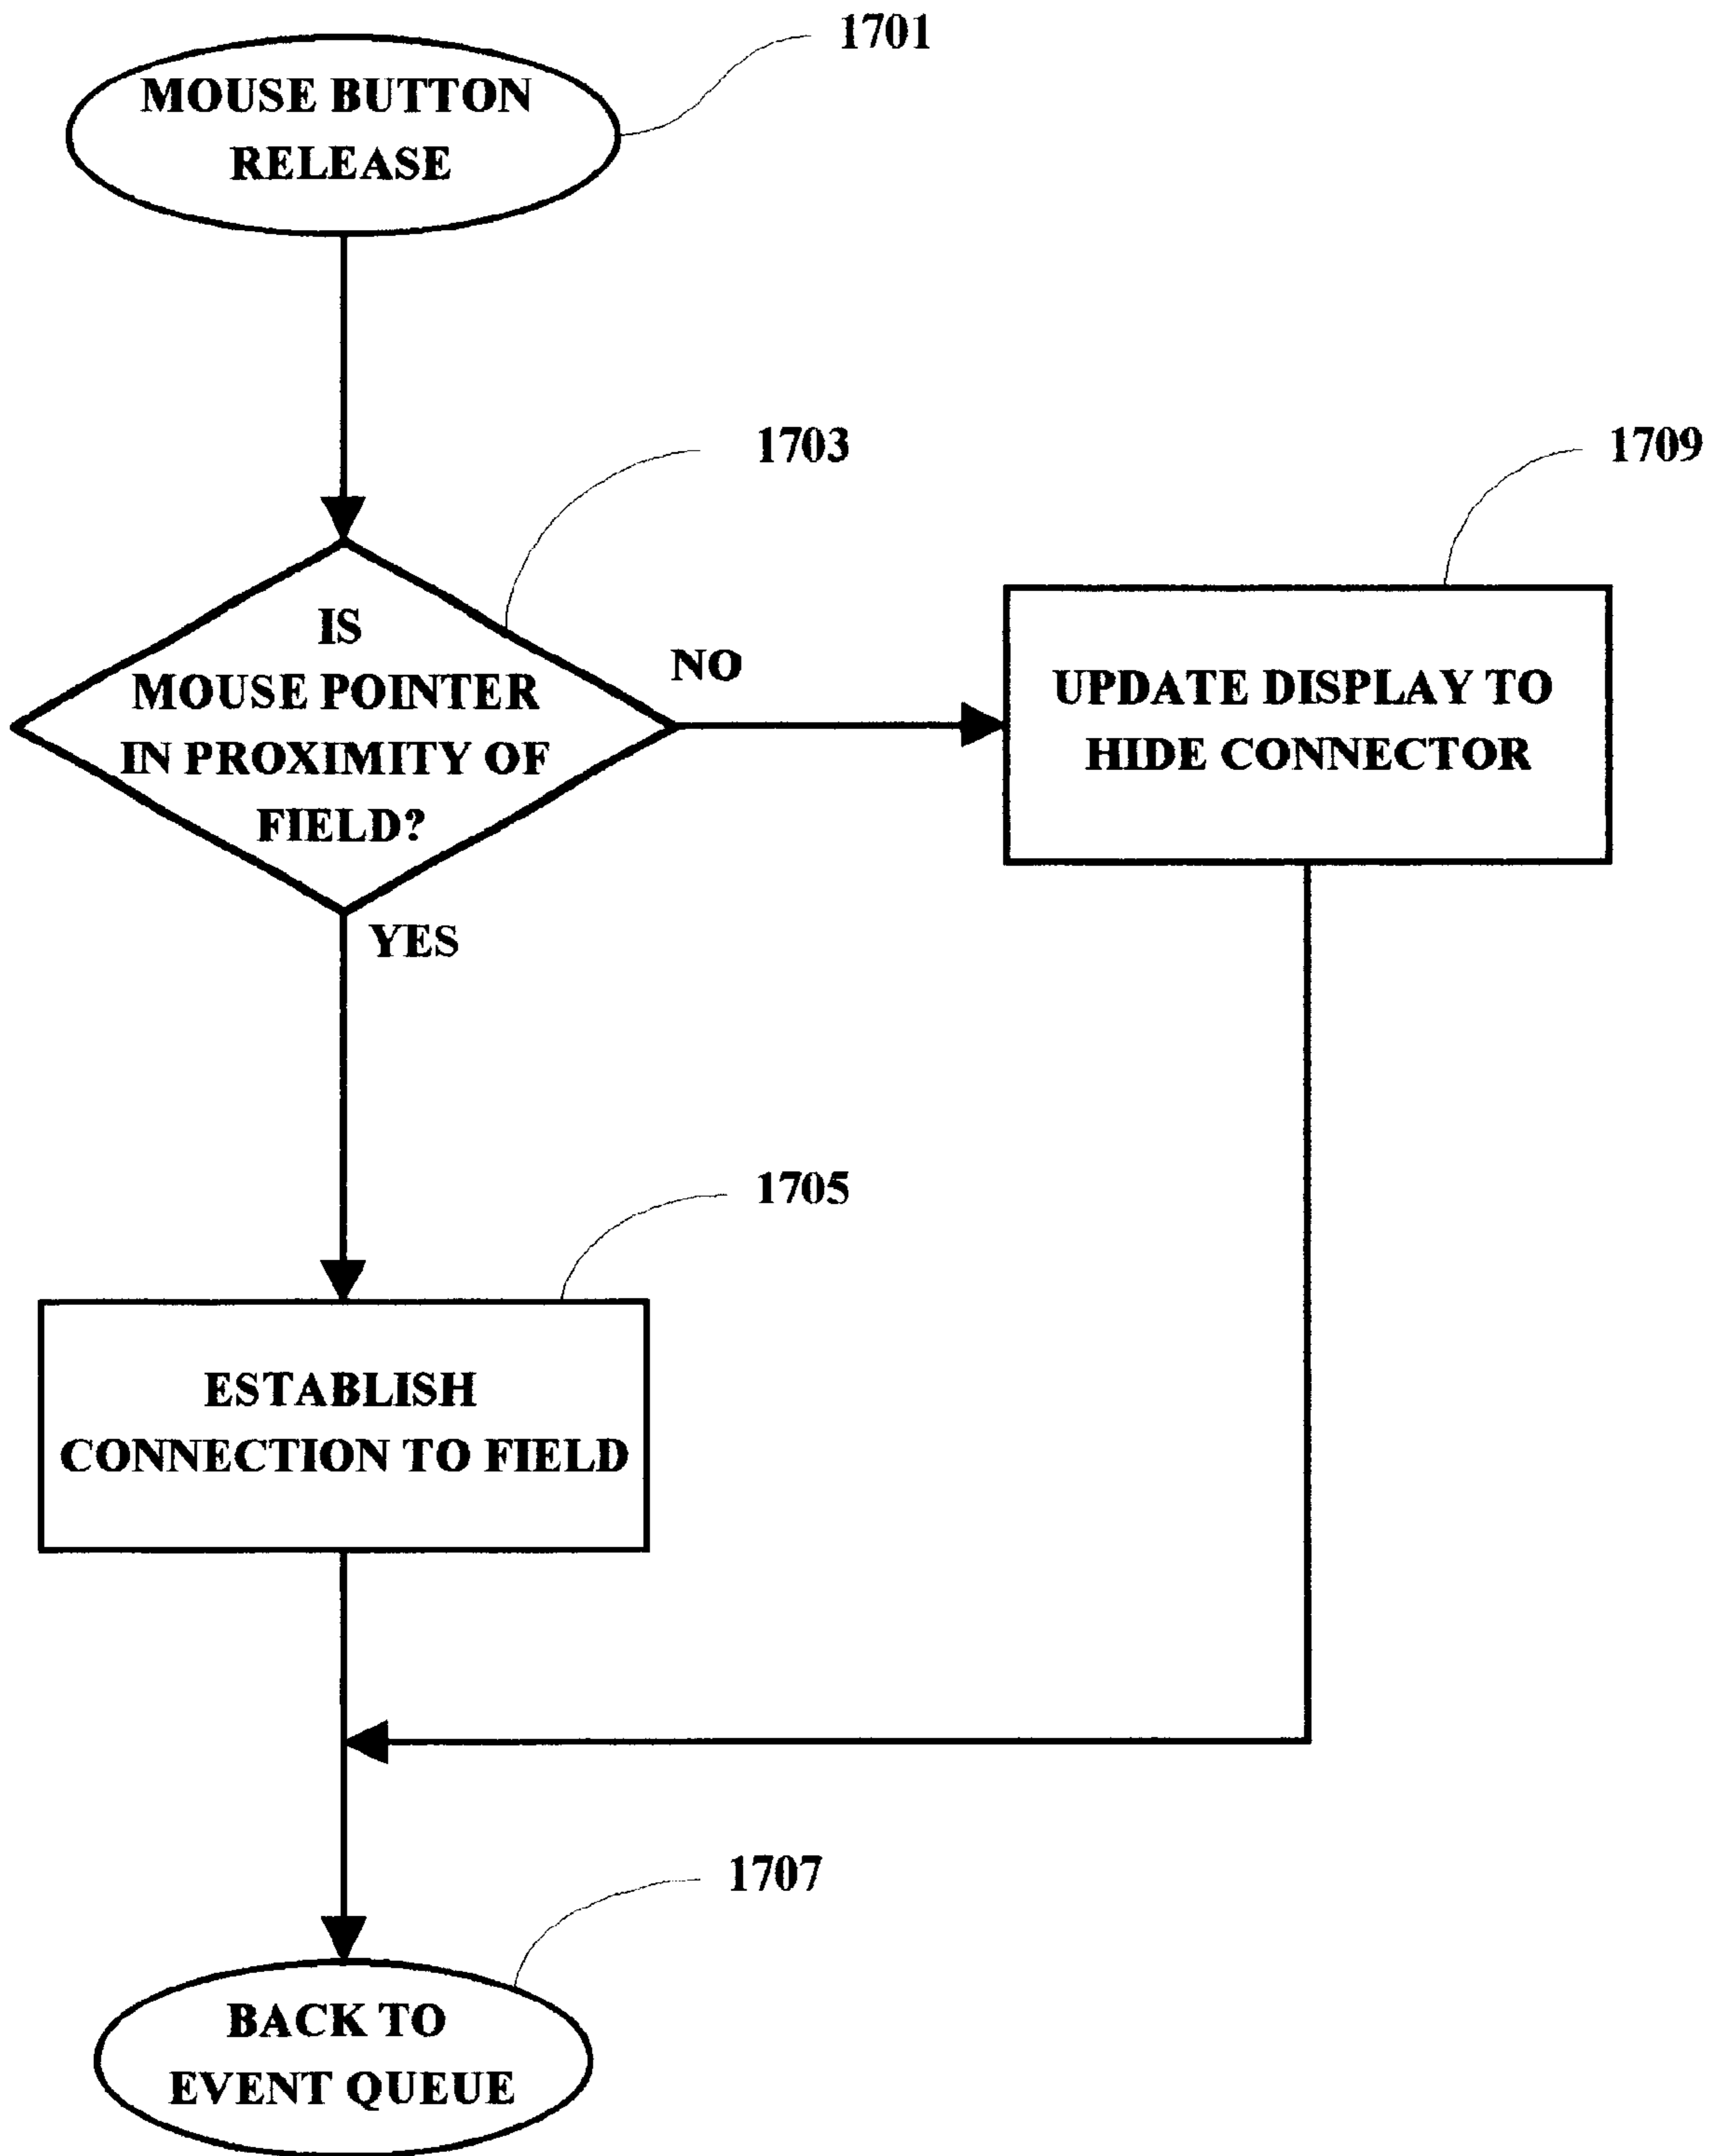 1701
MOUSE BUTTON
RELEASE
1703
1709
IS
MOUSE POINTER
IN PROXIMITY OF
FIELD?
NO
UPDATE DISPLAY TO
HIDE CONNECTOR
YES
1705
ESTABLISH
CONNECTION TO FIELD
1707
BACK TO
EVENT QUEUE